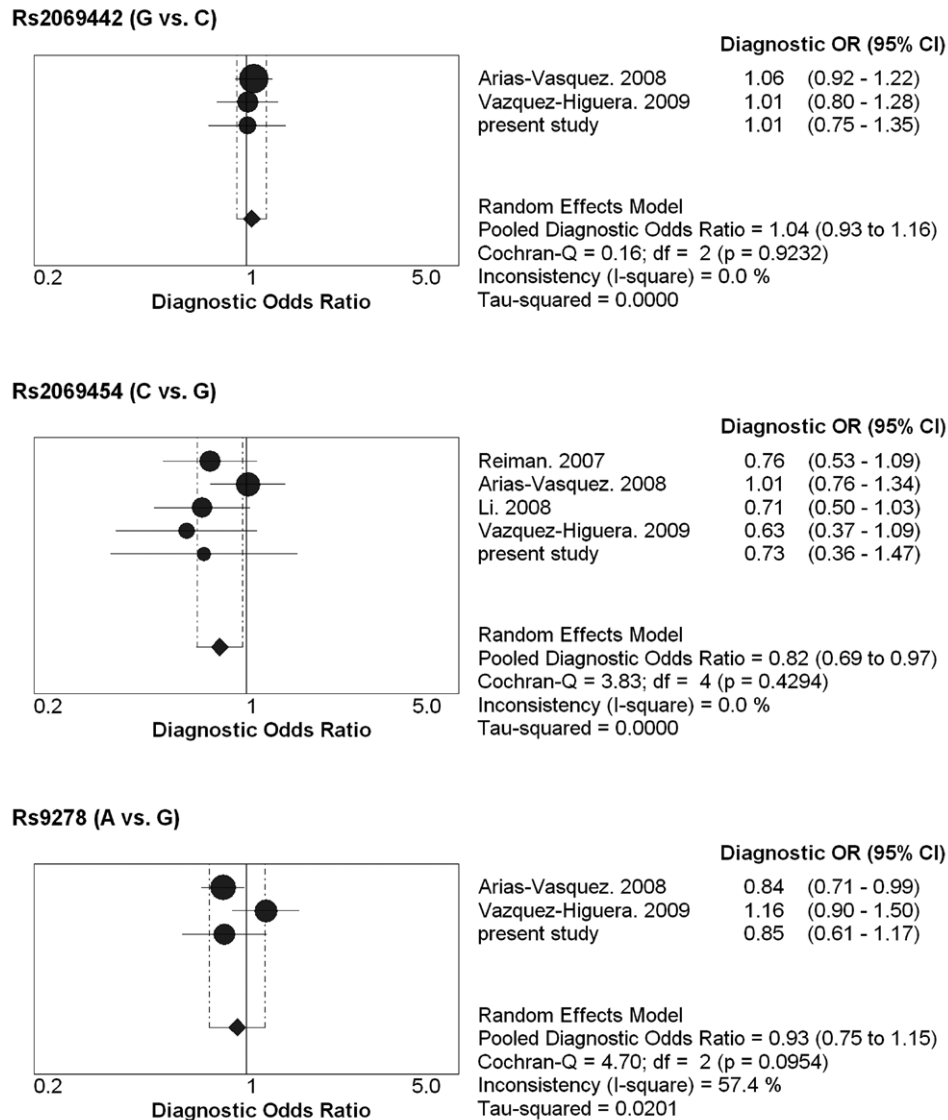 Rs2069442 (G vs. C)
Diagnostic OR (95% CI)
Arias-Vasquez. 2008 1.06 (0.92 - 1.22)
Vazquez-Higuera. 2009 1.01 (0.80 - 1.28)
present study 1.01 (0.75 - 1.35)
Random Effects Model
Pooled Diagnostic Odds Ratio = 1.04 (0.93 to 1.16)
Cochran-Q = 0.16; df = 2 (p = 0.9232)
Inconsistency (I-square) = 0.0 %
Tau-squared = 0.0000
0.2 1 5.0
Diagnostic Odds Ratio
Rs2069454 (C vs. G)
Diagnostic OR (95% CI)
Reiman. 2007 0.76 (0.53 - 1.09)
Arias-Vasquez. 2008 1.01 (0.76 - 1.34)
Li. 2008 0.71 (0.50 - 1.03)
Vazquez-Higuera. 2009 0.63 (0.37 - 1.09)
present study 0.73 (0.36 - 1.47)
Random Effects Model
Pooled Diagnostic Odds Ratio = 0.82 (0.69 to 0.97)
Cochran-Q = 3.83; df = 4 (p = 0.4294)
Inconsistency (I-square) = 0.0 %
Tau-squared = 0.0000
0.2 1 5.0
Diagnostic Odds Ratio
Rs9278 (A vs. G)
Diagnostic OR (95% CI)
Arias-Vasquez. 2008 0.84 (0.71 - 0.99)
Vazquez-Higuera. 2009 1.16 (0.90 - 1.50)
present study 0.85 (0.61 - 1.17)
Random Effects Model
Pooled Diagnostic Odds Ratio = 0.93 (0.75 to 1.15)
Cochran-Q = 4.70; df = 2 (p = 0.0954)
Inconsistency (I-square) = 57.4 %
Tau-squared = 0.0201
0.2 1 5.0
Diagnostic Odds Ratio